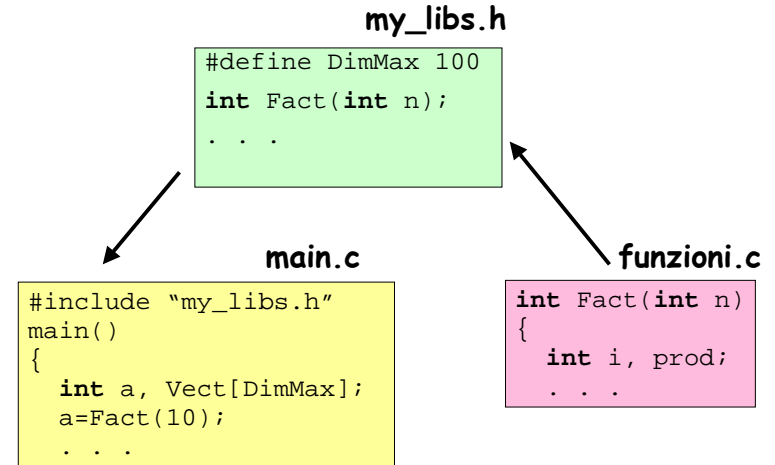 my_libs.h
#define DimMax 100
int Fact(int n);
. . .
main.c
#include “my_libs.h”
main()
{
int a, Vect[DimMax];
a=Fact(10);
. . .
funzioni.c
int Fact(int n)
{
int i, prod;
. . .